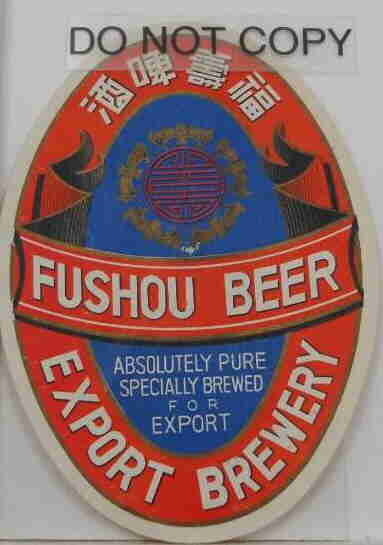 DO NOT COPY
酒啤壽福
FUSHOU BEER
ABSOLUTELY PURE
SPECIALLY BREWED
FOR
EXPORT
EXPORT BREWERY